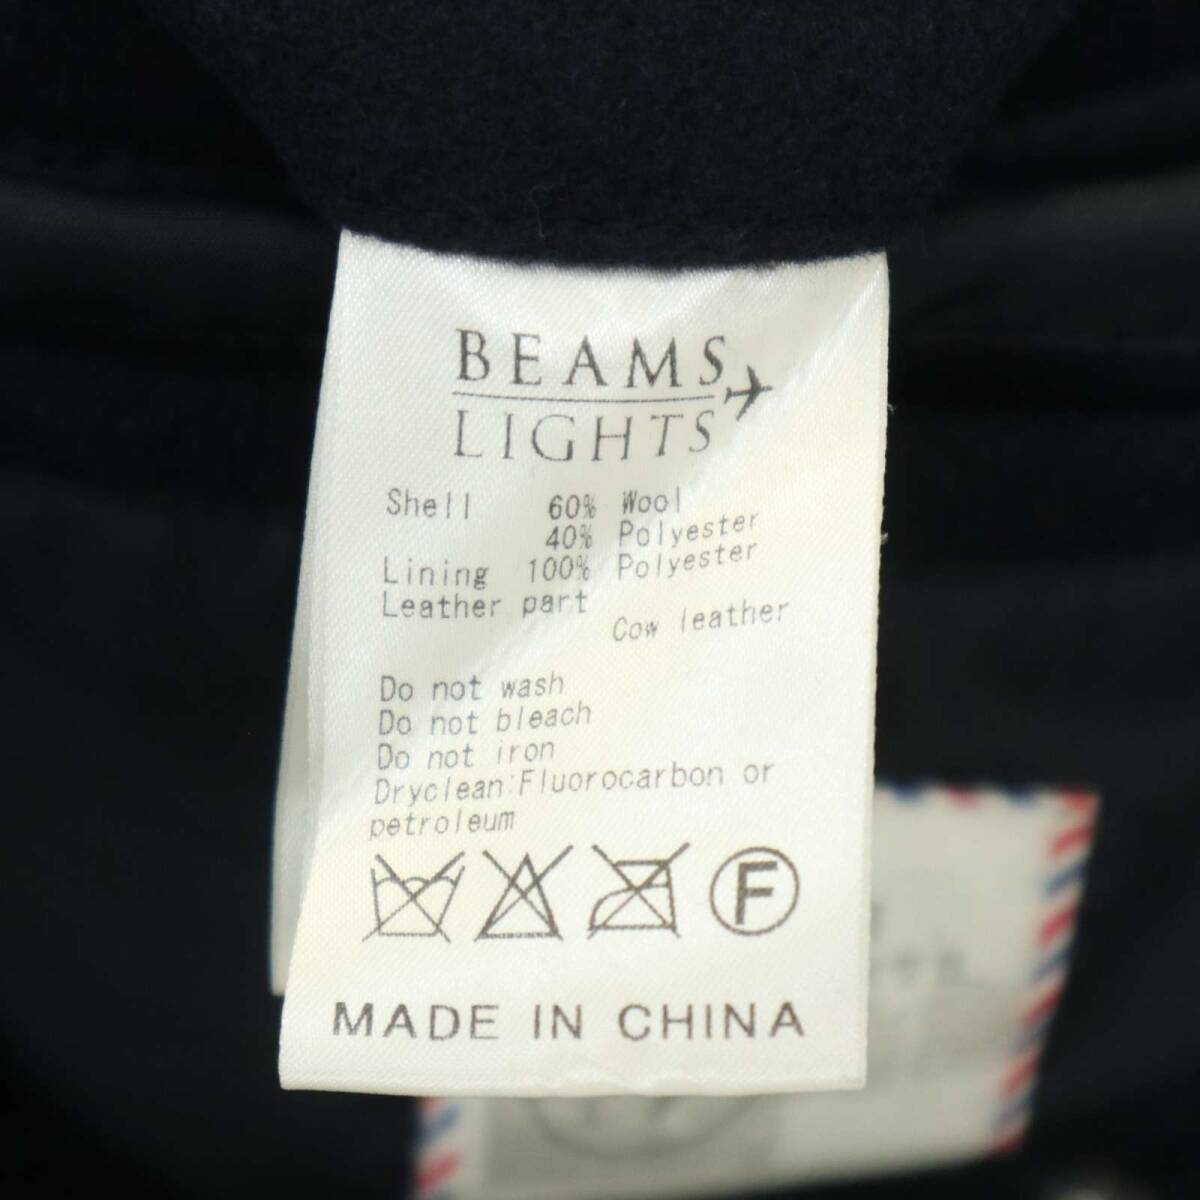 BEAMS
LIGHTS
Shell 60% Wool
40% Polyester
Lining 100% Polyester
Leather part
Cow leather
Do not wash
Do not bleach
Do not iron
Dryclean:Fluorocarbon or
petroleum
F
MADE IN CHINA